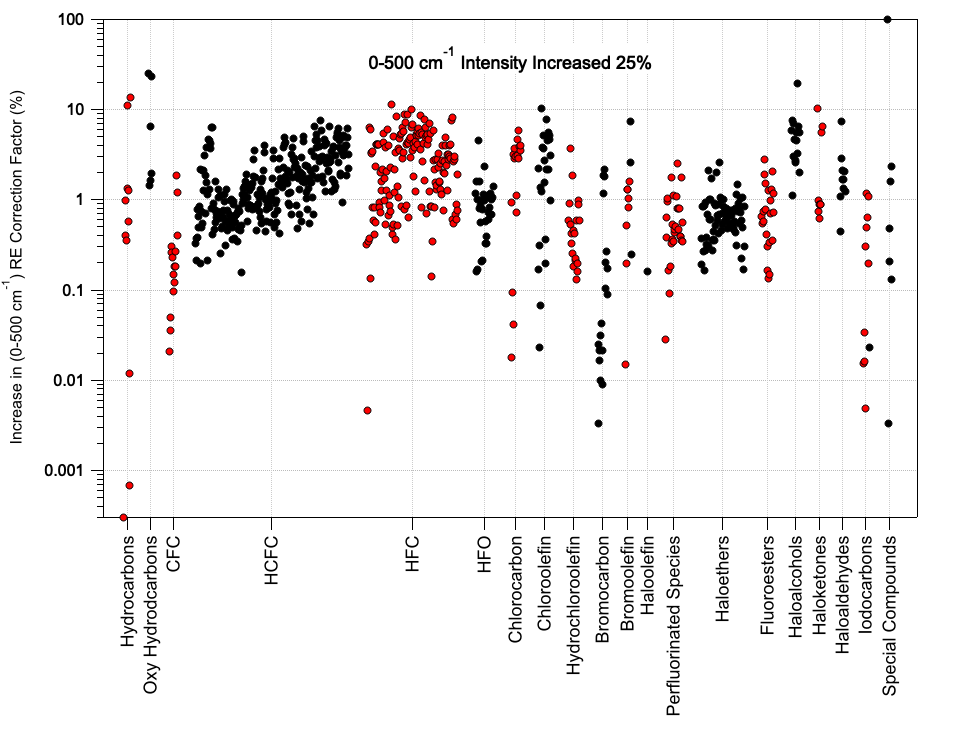 0-500 cm-1 Intensity Increased 25%
Increase in (0-500 cm-1) RE Correction Factor (%)
100
10
1
0.1
0.01
0.001
Hydrocarbons
Oxy Hydrodcarbons
CFC
HCFC
HFC
HFO
Chlorocarbon
Chloroolefin
Hydrochloroolefin
Bromocarbon
Bromoolefin
Haloolefin
Perfluorinated Species
Haloethers
Fluoroesters
Haloalcohols
Haloketones
Haloaldehydes
Iodocarbons
Special Compounds